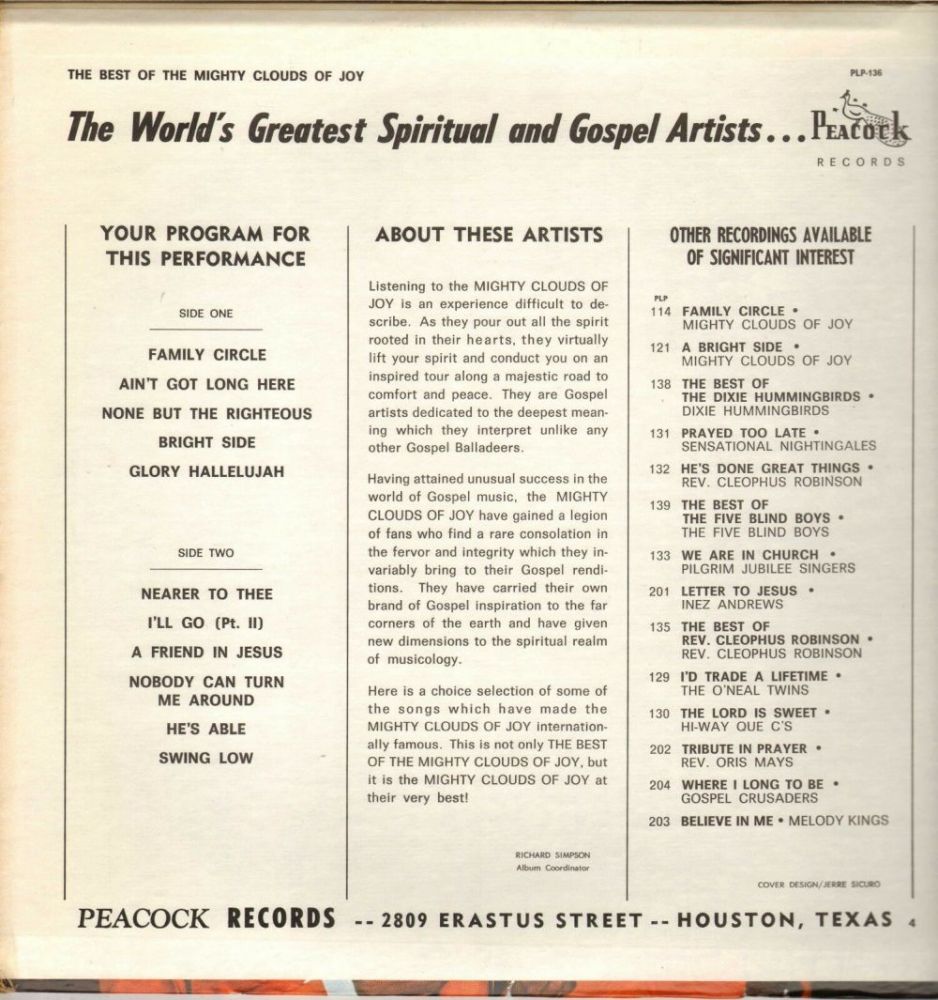 THE BEST OF THE MIGHTY CLOUDS OF JOY
PLP-136
The World's Greatest Spiritual and Gospel Artists...
PEACOCK
RECORDS
YOUR PROGRAM FOR
THIS PERFORMANCE
SIDE ONE
FAMILY CIRCLE
AIN'T GOT LONG HERE
NONE BUT THE RIGHTEOUS
BRIGHT SIDE
GLORY HALLELUJAH
SIDE TWO
NEARER TO THEE
I'LL GO (Pt. II)
A FRIEND IN JESUS
NOBODY CAN TURN
ME AROUND
HE'S ABLE
SWING LOW
ABOUT THESE ARTISTS
Listening to the MIGHTY CLOUDS OF
JOY is an experience difficult to de-
scribe. As they pour out all the spirit
rooted in their hearts, they virtually
lift your spirit and conduct you on an
inspired tour along a majestic road to
comfort and peace. They are Gospel
artists dedicated to the deepest mean-
ing which they interpret unlike any
other Gospel Balladeers.
Having attained unusual success in the
world of Gospel music, the MIGHTY
CLOUDS OF JOY have gained a legion
of fans who find a rare consolation in
the fervor and integrity which they in-
variably bring to their Gospel rendi-
tions. They have carried their own
brand of Gospel inspiration to the far
corners of the earth and have given
new dimensions to the spiritual realm
of musicology.
Here is a choice selection of some of
the songs which have made the
MIGHTY CLOUDS OF JOY internation-
ally famous. This is not only THE BEST
OF THE MIGHTY CLOUDS OF JOY, but
it is the MIGHTY CLOUDS OF JOY at
their very best!
RICHARD SIMPSON
Album Coordinator
OTHER RECORDINGS AVAILABLE
OF SIGNIFICANT INTEREST
PLP
114 FAMILY CIRCLE •
MIGHTY CLOUDS OF JOY
121 A BRIGHT SIDE •
MIGHTY CLOUDS OF JOY
138 THE BEST OF
THE DIXIE HUMMINGBIRDS •
DIXIE HUMMINGBIRDS
131 PRAYED TOO LATE •
SENSATIONAL NIGHTINGALES
132 HE'S DONE GREAT THINGS •
REV. CLEOPHUS ROBINSON
139 THE BEST OF
THE FIVE BLIND BOYS •
THE FIVE BLIND BOYS
133 WE ARE IN CHURCH •
PILGRIM JUBILEE SINGERS
201 LETTER TO JESUS •
INEZ ANDREWS
135 THE BEST OF
REV. CLEOPHUS ROBINSON •
REV. CLEOPHUS ROBINSON
129 I'D TRADE A LIFETIME •
THE O'NEAL TWINS
130 THE LORD IS SWEET •
HI-WAY QUE C'S
202 TRIBUTE IN PRAYER •
REV. ORIS MAYS
204 WHERE I LONG TO BE •
GOSPEL CRUSADERS
203 BELIEVE IN ME • MELODY KINGS
COVER DESIGN/JERRE SICURO
PEACOCK RECORDS -- 2809 ERASTUS STREET -- HOUSTON, TEXAS 4